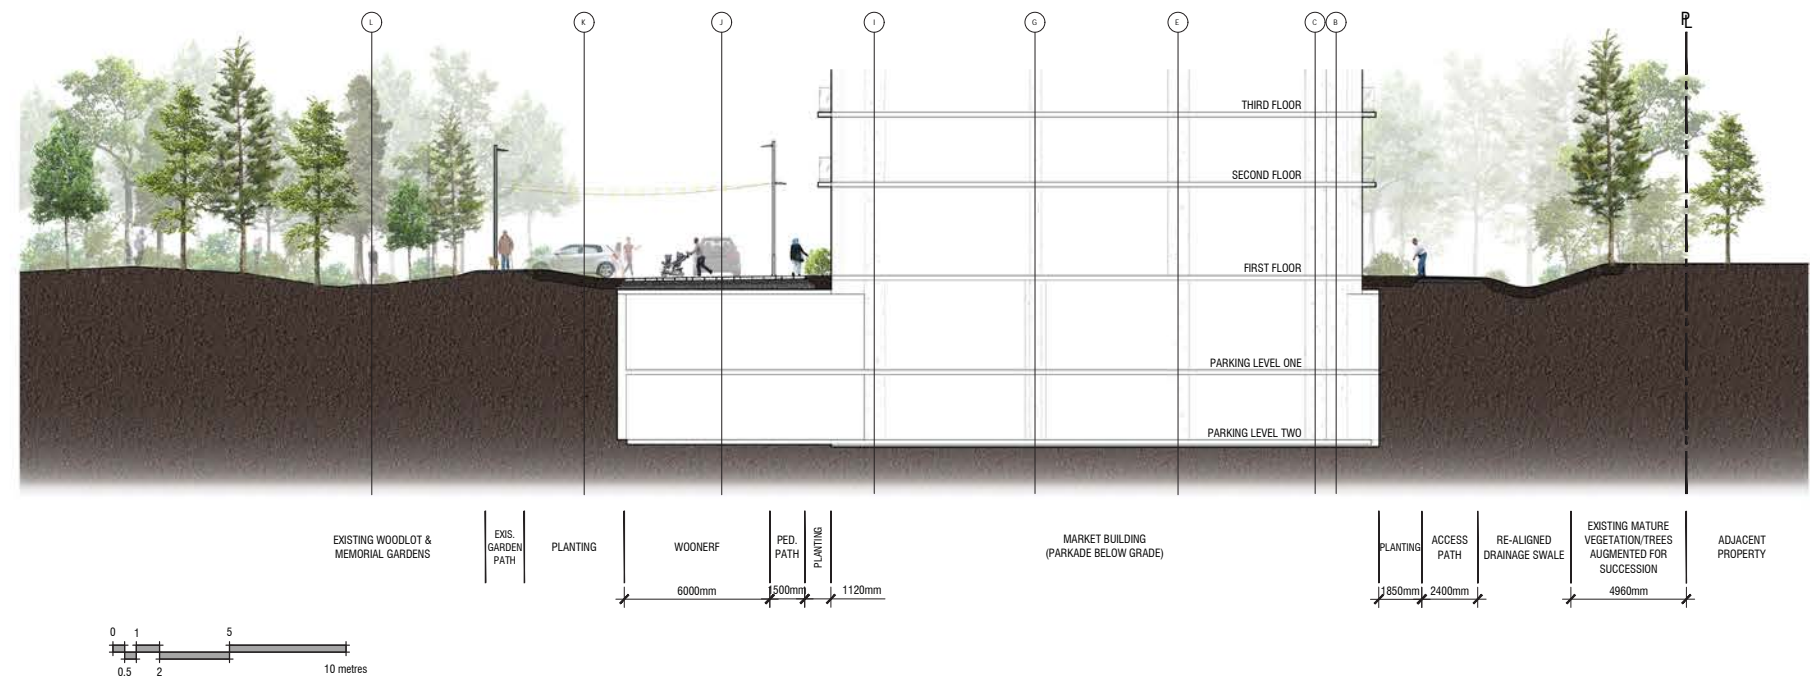 L K J I G E C B PL
THIRD FLOOR
SECOND FLOOR
FIRST FLOOR
PARKING LEVEL ONE
PARKING LEVEL TWO
EXISTING WOODLOT &
MEMORIAL GARDENS
EXIS.
GARDEN
PATH
PLANTING
WOONERF
PED.
PATH
PLANTING
MARKET BUILDING
(PARKADE BELOW GRADE)
PLANTING
ACCESS
PATH
RE-ALIGNED
DRAINAGE SWALE
EXISTING MATURE
VEGETATION/TREES
AUGMENTED FOR
SUCCESSION
ADJACENT
PROPERTY
6000mm 1500mm 1120mm 1850mm 2400mm 4960mm
0 1 5
0.5 2 10 metres